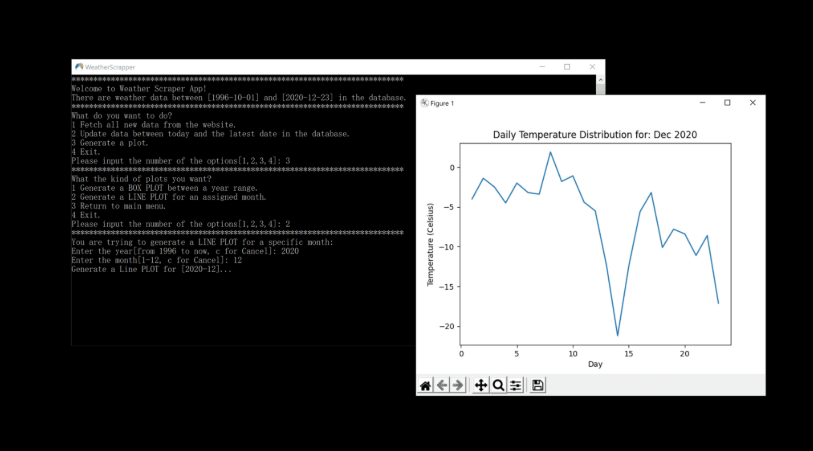 WeatherScrapper
********************************************************************************
Welcome to Weather Scraper App!
There are weather data between [1996-10-01] and [2020-12-23] in the database.
********************************************************************************
What do you want to do?
1 Fetch all new data from the website.
2 Update data between today and the latest date in the database.
3 Generate a plot.
4 Exit.
Please input the number of the options[1,2,3,4]: 3
********************************************************************************
What the kind of plots you want?
1 Generate a BOX PLOT between a year range.
2 Generate a LINE PLOT for an assigned month.
3 Return to main menu.
4 Exit.
Please input the number of the options[1,2,3,4]: 2
********************************************************************************
You are trying to generate a LINE PLOT for a specific month:
Enter the year[from 1996 to now, c for Cancel]: 2020
Enter the month[1-12, c for Cancel]: 12
Generate a Line PLOT for [2020-12]...
Figure 1
Daily Temperature Distribution for: Dec 2020
Temperature (Celsius)
0
−5
−10
−15
−20
0 5 10 15 20
Day